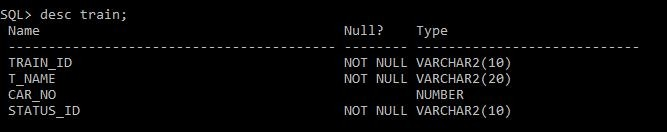 SQL> desc train;
 Name                                      Null?    Type
 ----------------------------------------- -------- ----------------------------
 TRAIN_ID                                  NOT NULL VARCHAR2(10)
 T_NAME                                    NOT NULL VARCHAR2(20)
 CAR_NO                                             NUMBER
 STATUS_ID                                 NOT NULL VARCHAR2(10)